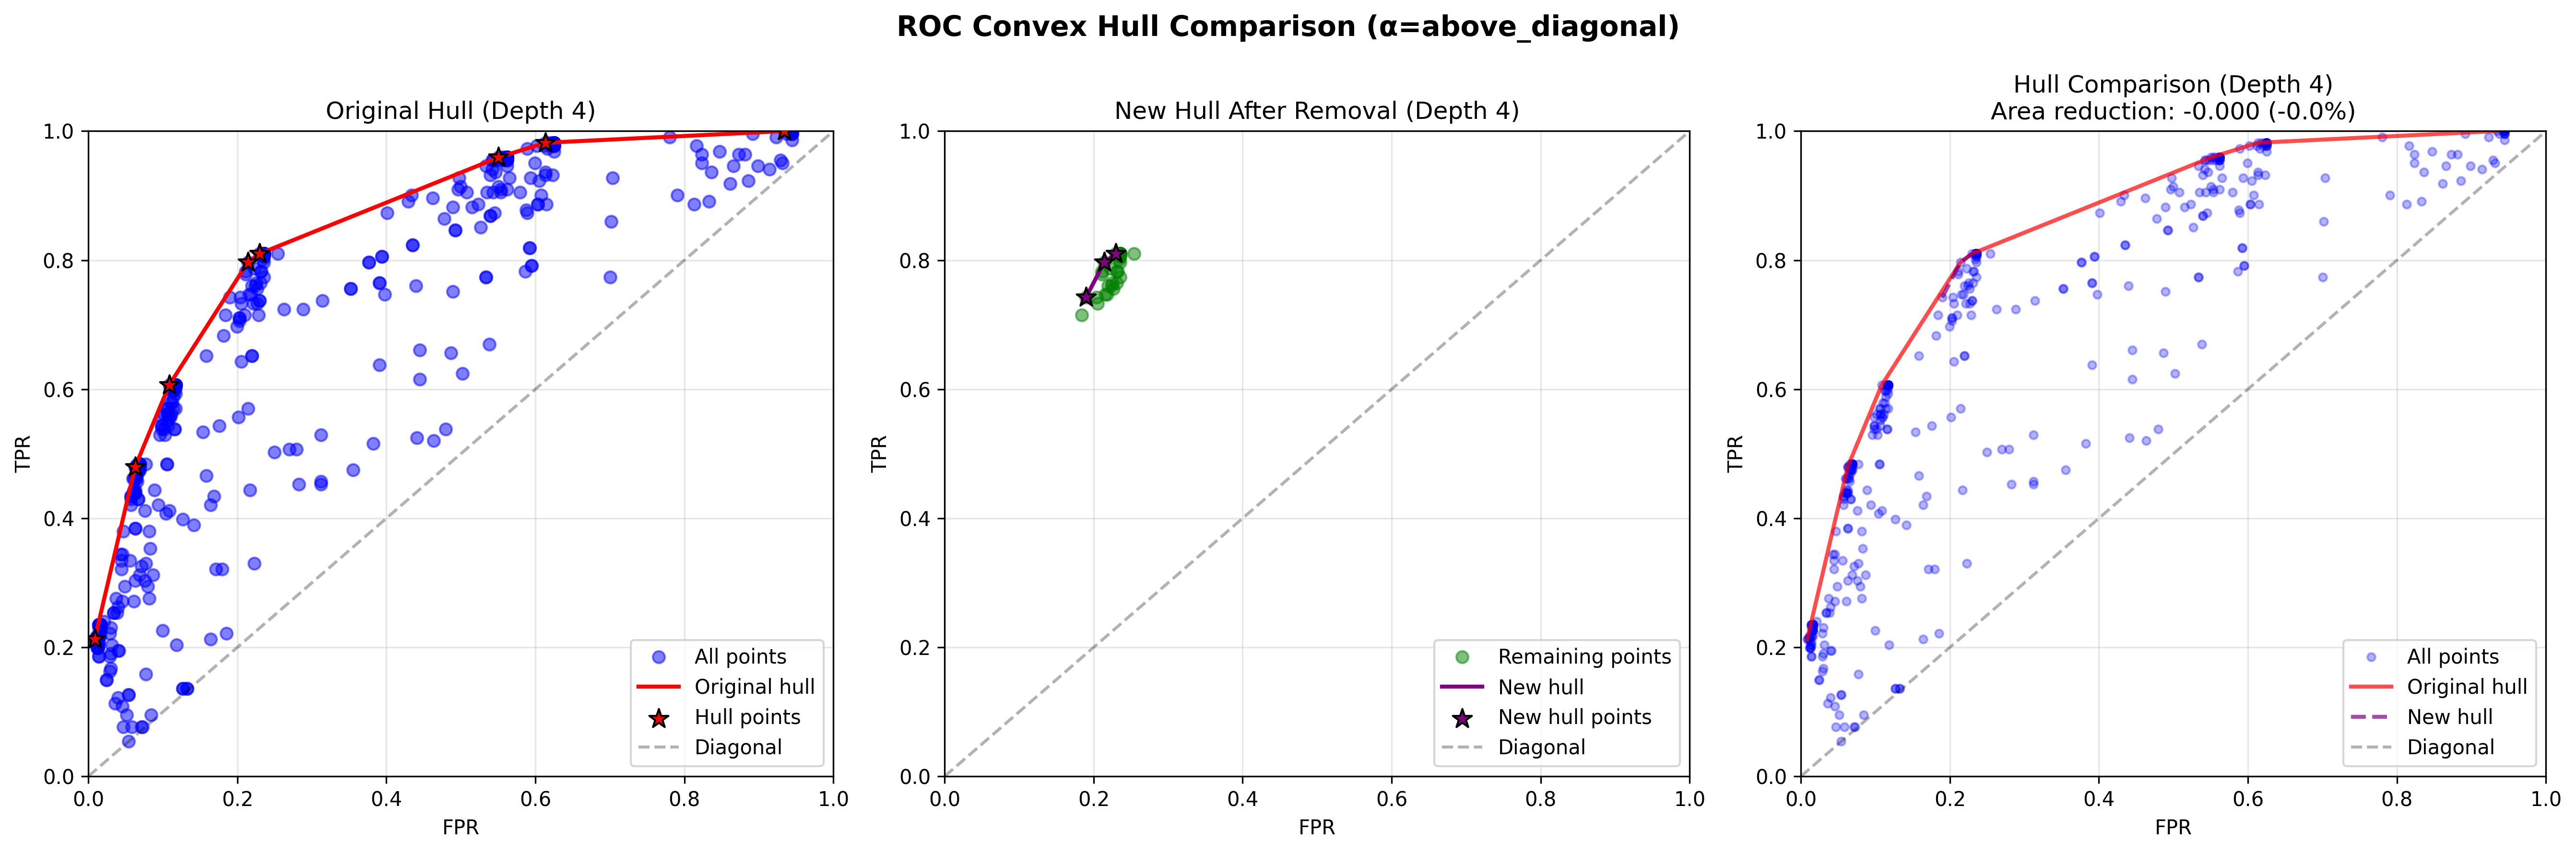 ROC Convex Hull Comparison (α=above_diagonal)
Original Hull (Depth 4)
1.0
0.8
0.6
0.4
0.2
0.0
TPR
0.0 0.2 0.4 0.6 0.8 1.0
FPR
All points
Original hull
Hull points
Diagonal
New Hull After Removal (Depth 4)
1.0
0.8
0.6
0.4
0.2
0.0
TPR
0.0 0.2 0.4 0.6 0.8 1.0
FPR
Remaining points
New hull
New hull points
Diagonal
Hull Comparison (Depth 4)
Area reduction: -0.000 (-0.0%)
1.0
0.8
0.6
0.4
0.2
0.0
TPR
0.0 0.2 0.4 0.6 0.8 1.0
FPR
All points
Original hull
New hull
Diagonal